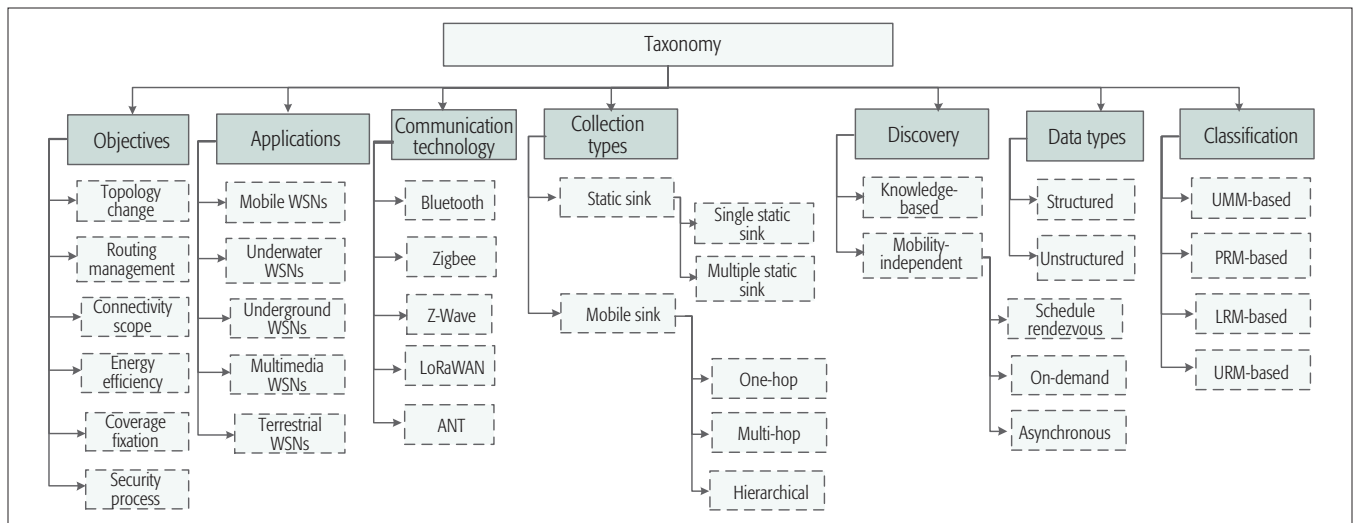 Taxonomy
Objectives
Topology
change
Routing
management
Connectivity
scope
Energy
efficiency
Coverage
fixation
Security
process
Applications
Mobile WSNs
Underwater
WSNs
Underground
WSNs
Multimedia
WSNs
Terrestrial
WSNs
Communication
technology
Bluetooth
Zigbee
Z-Wave
LoRaWAN
ANT
Collection
types
Static sink
Single static
sink
Multiple static
sink
Mobile sink
One-hop
Multi-hop
Hierarchical
Discovery
Knowledge-
based
Mobility-
independent
Schedule
rendezvous
On-demand
Asynchronous
Data types
Structured
Unstructured
Classification
UMM-based
PRM-based
LRM-based
URM-based